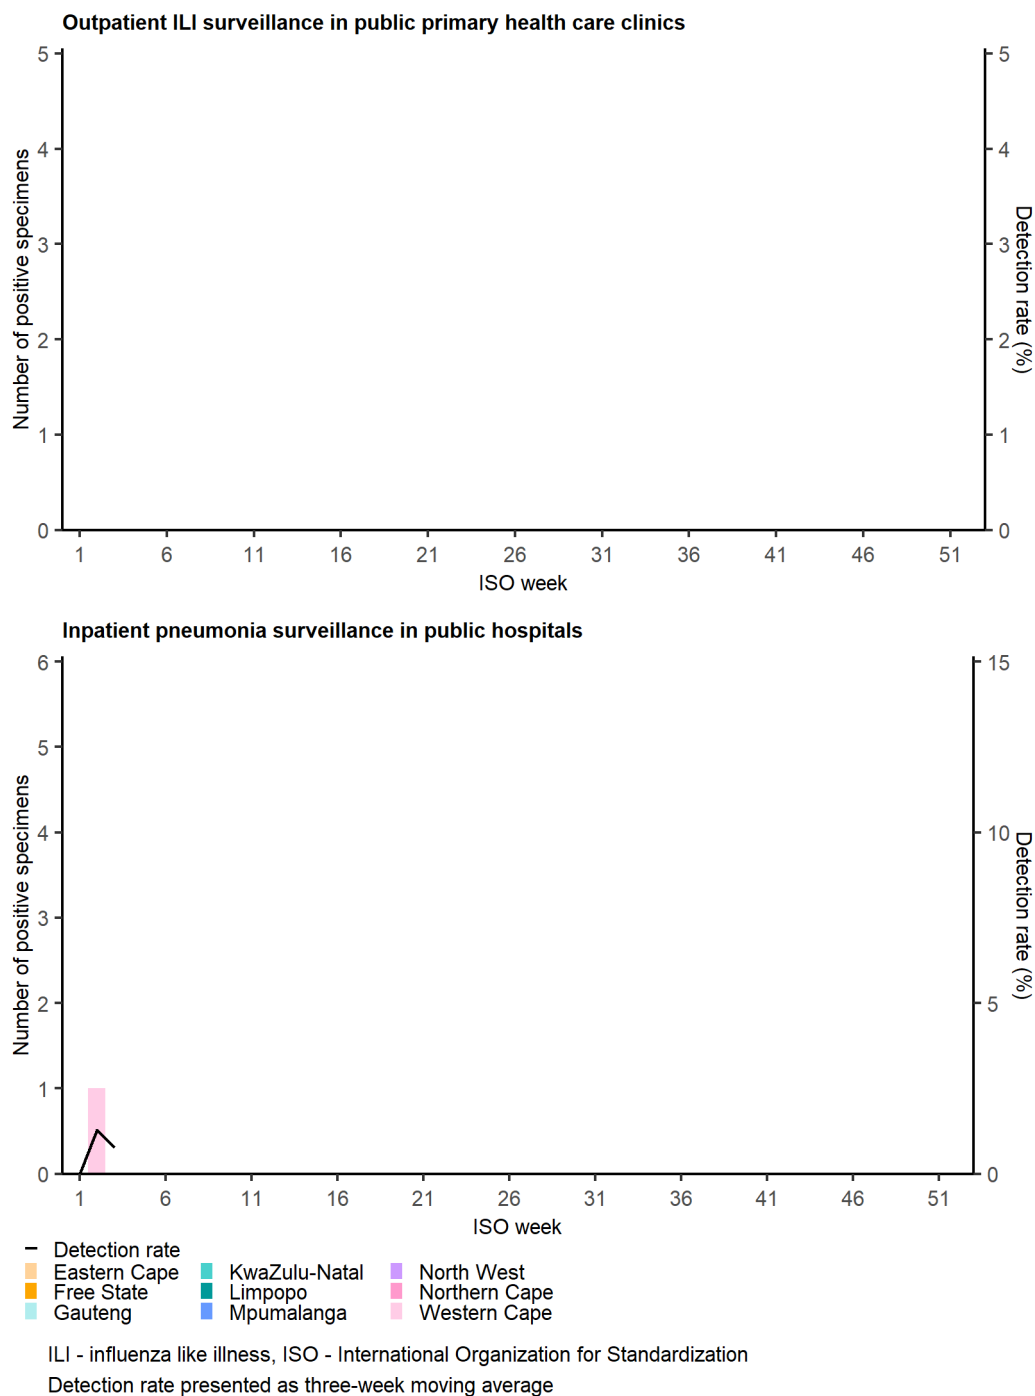 Outpatient ILI surveillance in public primary health care clinics
5
4
3
2
1
0
Number of positive specimens
5
4
3
2
1
0
Detection rate (%)
1 6 11 16 21 26 31 36 41 46 51
ISO week
Inpatient pneumonia surveillance in public hospitals
6
5
4
3
2
1
0
Number of positive specimens
15
10
5
0
Detection rate (%)
1 6 11 16 21 26 31 36 41 46 51
ISO week
Detection rate
Eastern Cape KwaZulu-Natal North West
Free State Limpopo Northern Cape
Gauteng Mpumalanga Western Cape
ILI - influenza like illness, ISO - International Organization for Standardization
Detection rate presented as three-week moving average